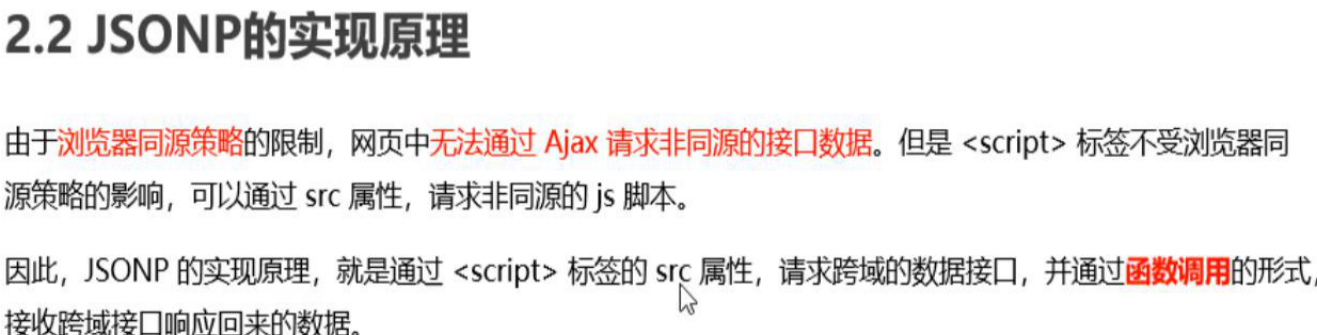 2.2 JSONP的实现原理
由于浏览器同源策略的限制，网页中无法通过 Ajax 请求非同源的接口数据。但是 <script> 标签不受浏览器同
源策略的影响，可以通过 src 属性，请求非同源的 js 脚本。
因此，JSONP 的实现原理，就是通过 <script> 标签的 src 属性，请求跨域的数据接口，并通过函数调用的形式，
接收跨域接口响应回来的数据。